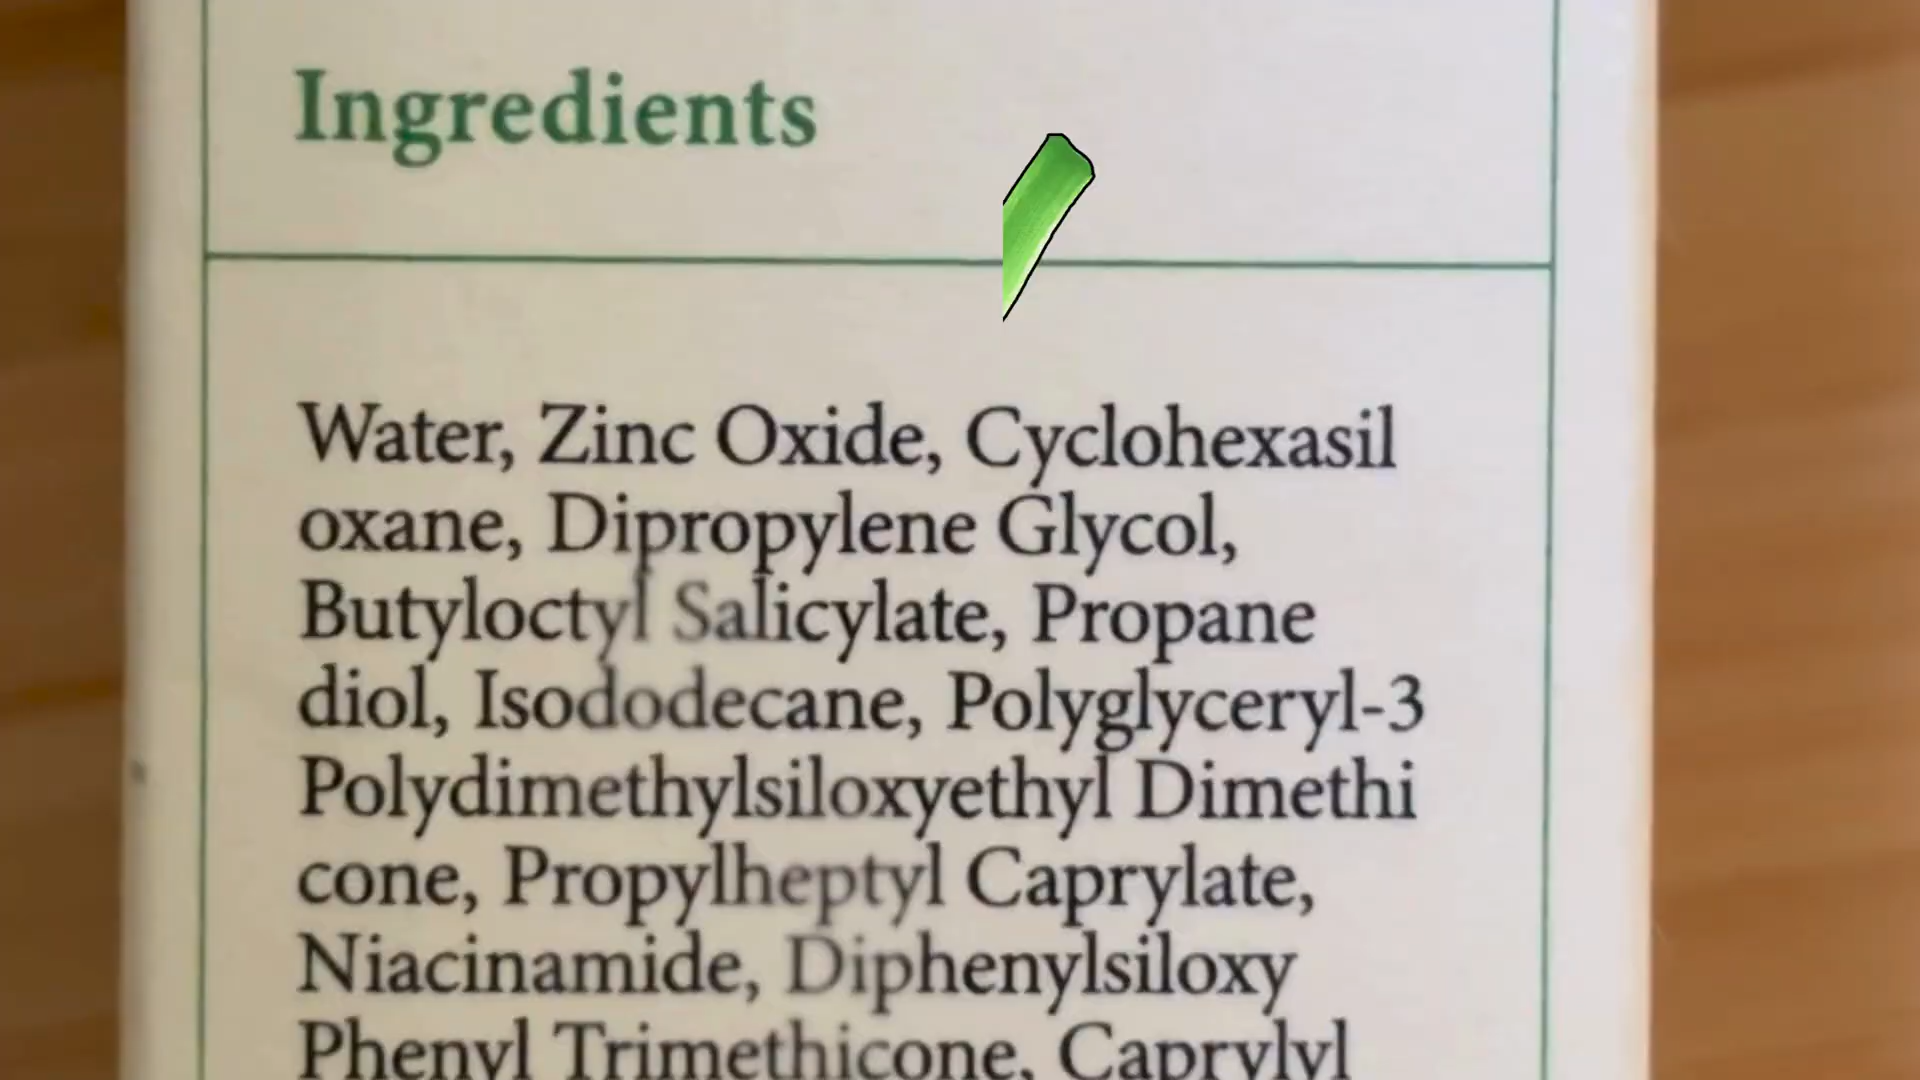 Ingredients
Water, Zinc Oxide, Cyclohexasil
oxane, Dipropylene Glycol,
Butyloctyl Salicylate, Propane
diol, Isododecane, Polyglyceryl-3
Polydimethylsiloxyethyl Dimethi
cone, Propylheptyl Caprylate,
Niacinamide, Diphenylsiloxy
Phenyl Trimethicone, Caprylyl